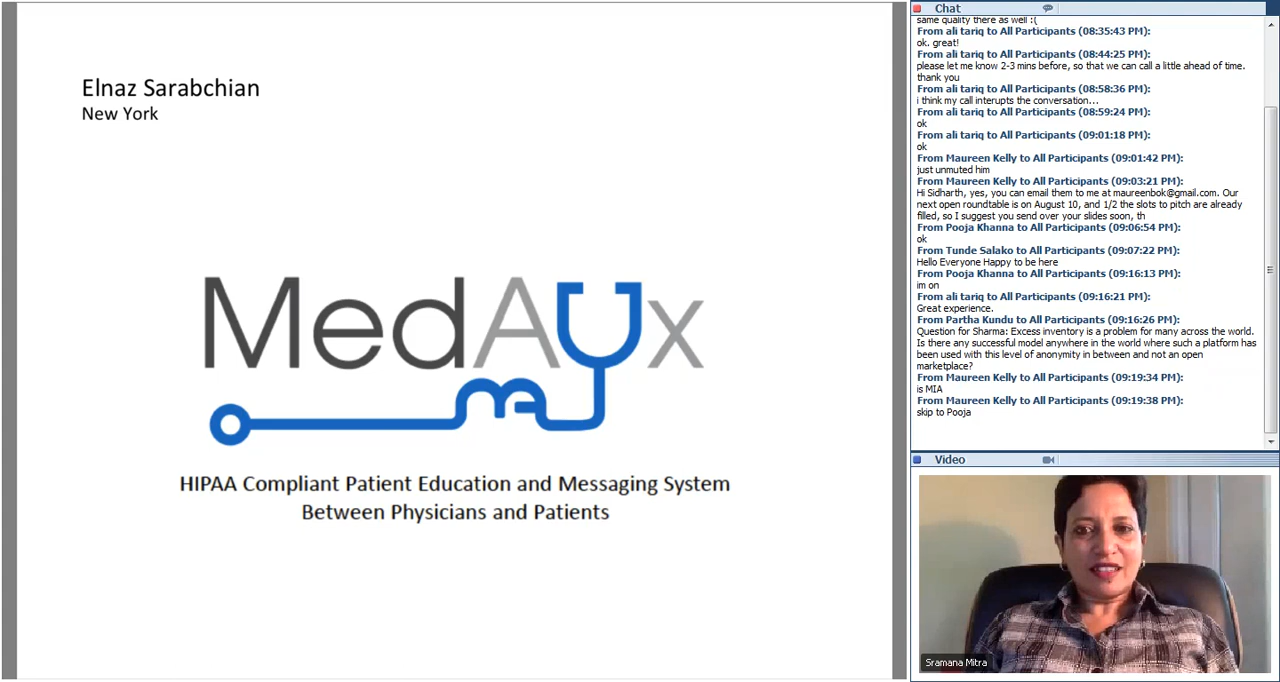 Elnaz Sarabchian
New York
MedAux
ma
HIPAA Compliant Patient Education and Messaging System
Between Physicians and Patients
Chat
same quality there as well :(
From ali tariq to All Participants (08:35:43 PM):
ok. great!
From ali tariq to All Participants (08:44:25 PM):
please let me know 2-3 mins before, so that we can call a little ahead of time.
thank you
From ali tariq to All Participants (08:58:36 PM):
i think my call interupts the conversation...
From ali tariq to All Participants (08:59:24 PM):
ok
From ali tariq to All Participants (09:01:18 PM):
ok
From Maureen Kelly to All Participants (09:01:42 PM):
just unmuted him
From Maureen Kelly to All Participants (09:03:21 PM):
Hi Sidharth, yes, you can email them to me at maureenbok@gmail.com. Our
next open roundtable is on August 10, and 1/2 the slots to pitch are already
filled, so I suggest you send over your slides soon, th
From Pooja Khanna to All Participants (09:06:54 PM):
ok
From Tunde Salako to All Participants (09:07:22 PM):
Hello Everyone Happy to be here
From Pooja Khanna to All Participants (09:16:13 PM):
im on
From ali tariq to All Participants (09:16:21 PM):
Great experience.
From Partha Kundu to All Participants (09:16:26 PM):
Question for Sharma: Excess inventory is a problem for many across the world.
Is there any successful model anywhere in the world where such a platform has
been used with this level of anonymity in between and not an open
marketplace?
From Maureen Kelly to All Participants (09:19:34 PM):
is MIA
From Maureen Kelly to All Participants (09:19:38 PM):
skip to Pooja
Video
Sramana Mitra